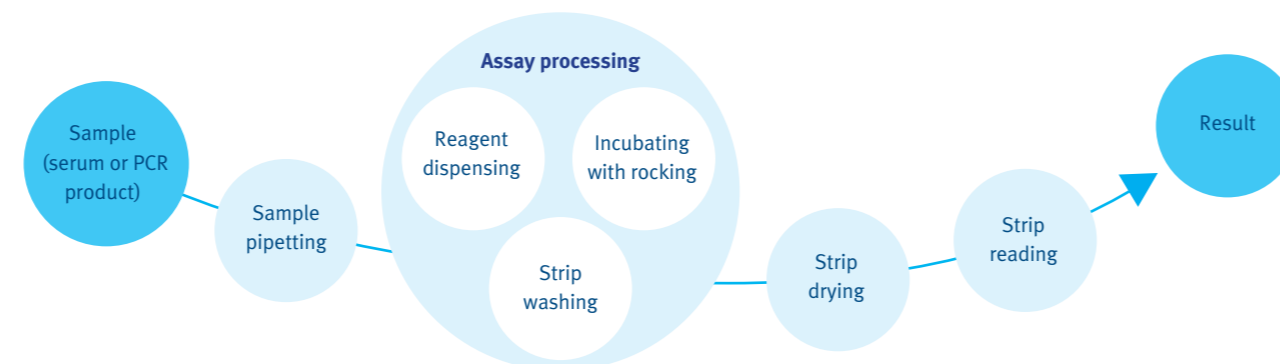 Sample
(serum or PCR
product)
Sample
pipetting
Assay processing
Reagent
dispensing
Incubating
with rocking
Strip
washing
Strip
drying
Strip
reading
Result